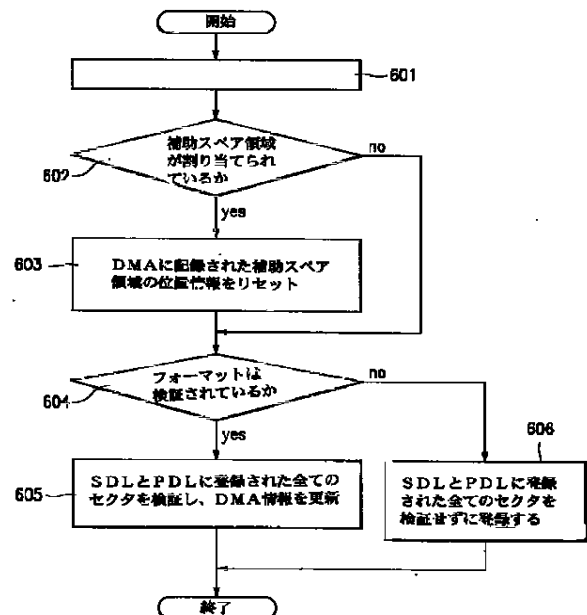 開始
601
補助スペア領域
が割り当てられ
ているか
no
602
yes
603
DMAに記録された補助スペア
領域の位置情報をリセット
フォーマットは
検証されているか
no
604
yes
606
605
SDLとPDLに登録された全ての
セクタを検証し、DMA情報を更新
SDLとPDLに登録
された全てのセクタを
検証せずに登録する
終了